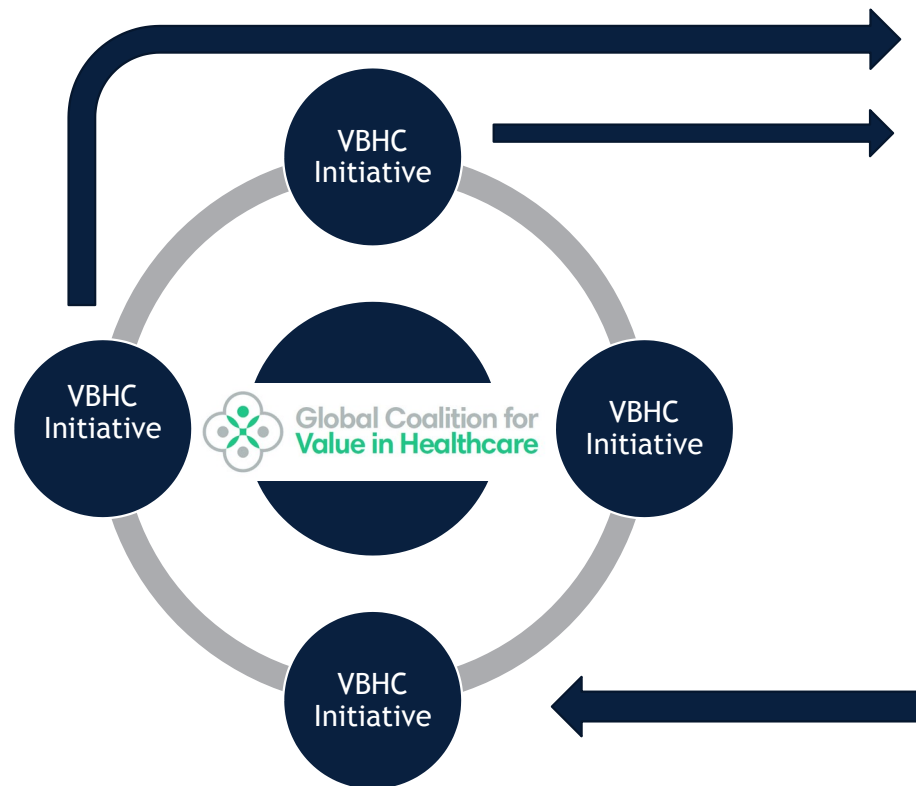 VBHC
Initiative
VBHC
Initiative
Global Coalition for
Value in Healthcare
VBHC
Initiative
VBHC
Initiative